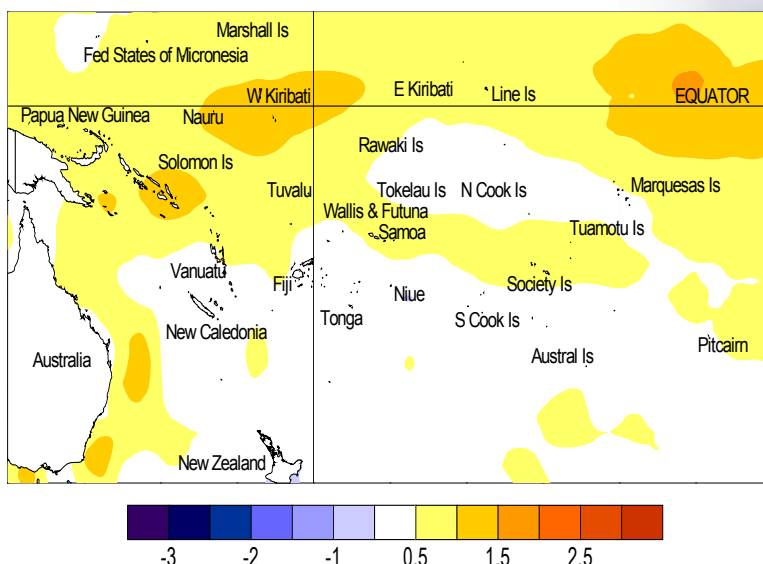 Marshall Is
Fed States of Micronesia
W Kiribati
E Kiribati
Line Is
EQUATOR
Papua New Guinea
Nauru
Rawaki Is
Solomon Is
Tuvalu
Tokelau Is
N Cook Is
Marquesas Is
Wallis & Futuna
Samoa
Tuamotu Is
Vanuatu
Fiji
Niue
Society Is
New Caledonia
Tonga
S Cook Is
Pitcairn
Australia
Austral Is
New Zealand
-3 -2 -1 0.5 1.5 2.5